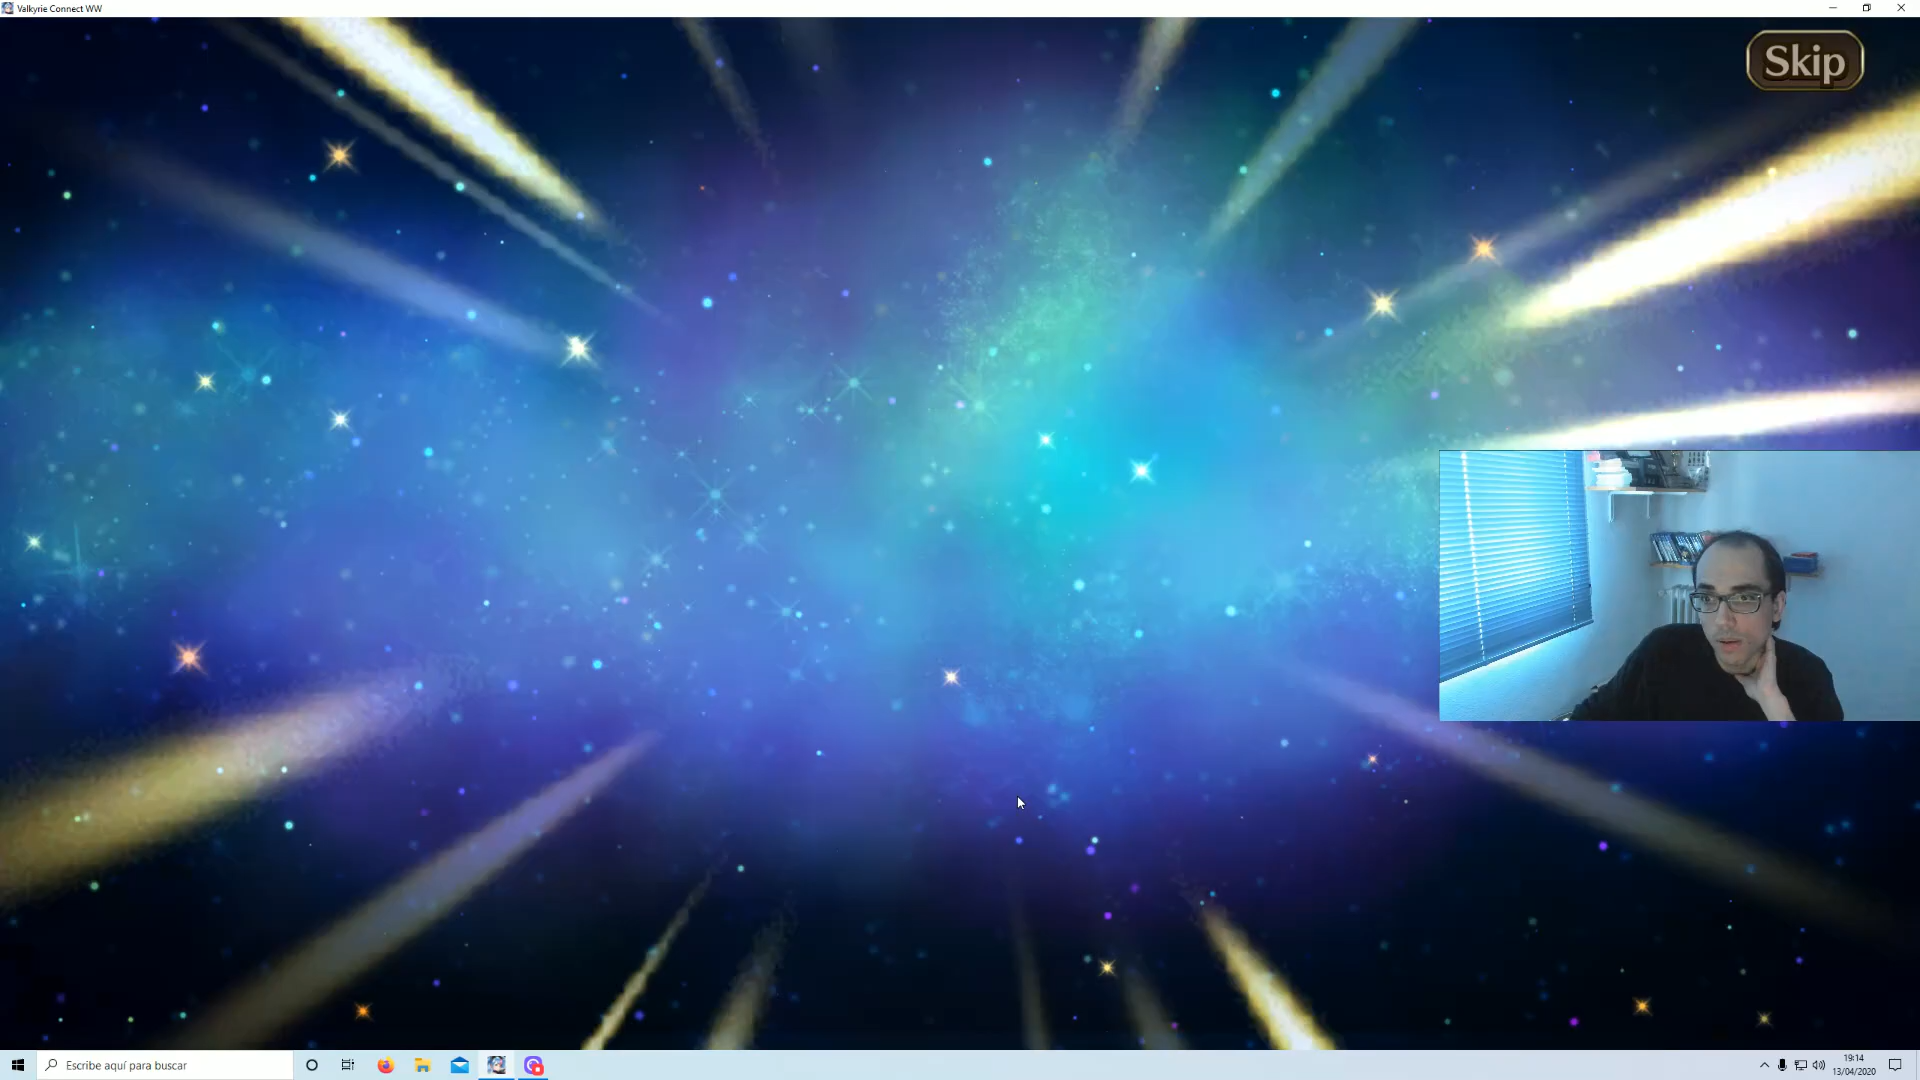 Valkyrie Connect WW
Skip
Escribe aquí para buscar
19:14
13/04/2020